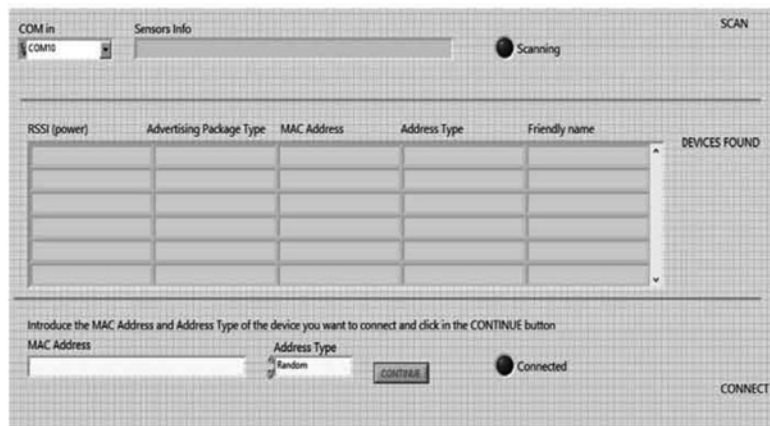 COM in Sensors Info SCAN
COM10 Scanning
RSSI (power) Advertising Package Type MAC Address Address Type Friendly name
DEVICES FOUND
Introduce the MAC Address and Address Type of the device you want to connect and click in the CONTINUE button
MAC Address Address Type
Random CONTINUE Connected
CONNECT